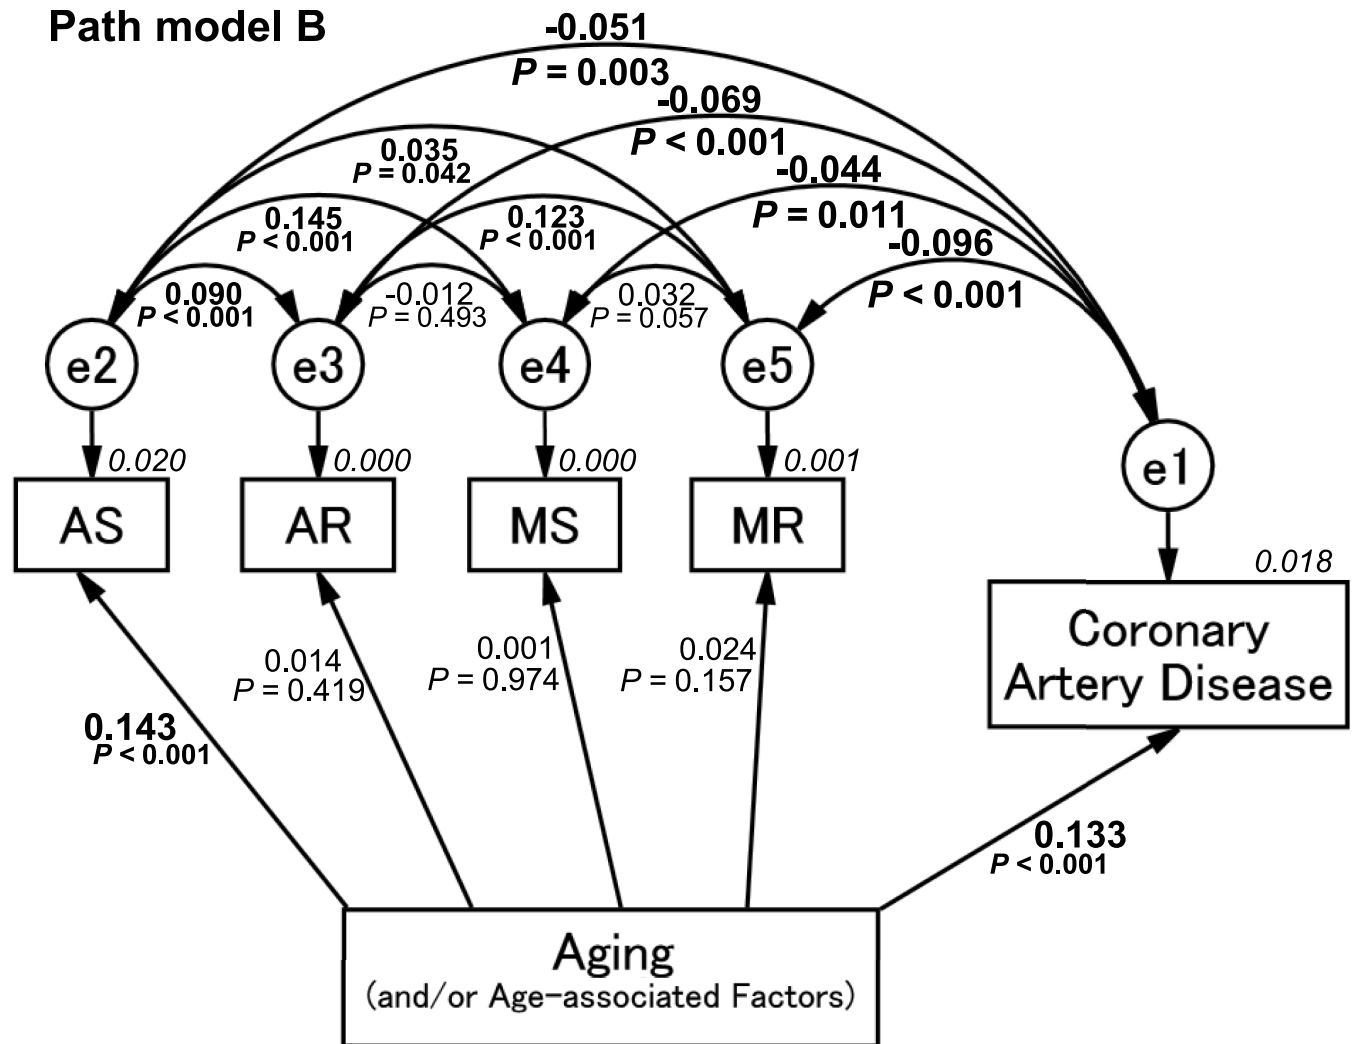 Path model B
-0.051
P = 0.003
-0.069
P < 0.001
0.035
P = 0.042
-0.044
P = 0.011
0.145
P < 0.001
0.123
P < 0.001
-0.096
P < 0.001
0.090
P < 0.001
-0.012
P = 0.493
0.032
P = 0.057
e2
e3
e4
e5
e1
0.020
0.000
0.000
0.001
AS
AR
MS
MR
0.018
Coronary
Artery Disease
0.143
P < 0.001
0.014
P = 0.419
0.001
P = 0.974
0.024
P = 0.157
0.133
P < 0.001
Aging
(and/or Age-associated Factors)